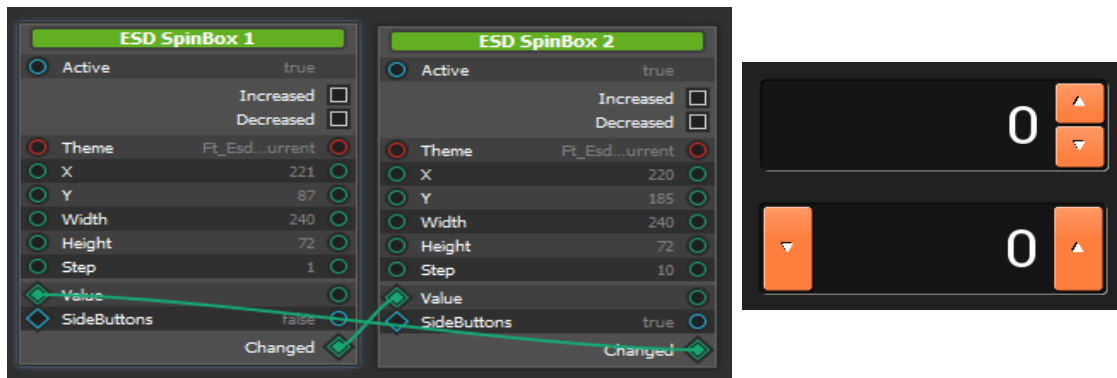 ESD SpinBox 1
Active true
Increased
Decreased
Theme Ft_Esd...urrent
X 221
Y 87
Width 240
Height 72
Step 1
Value
SideButtons false
Changed
ESD SpinBox 2
Active true
Increased
Decreased
Theme Ft_Esd...urrent
X 220
Y 185
Width 240
Height 72
Step 10
Value
SideButtons true
Changed
0
0